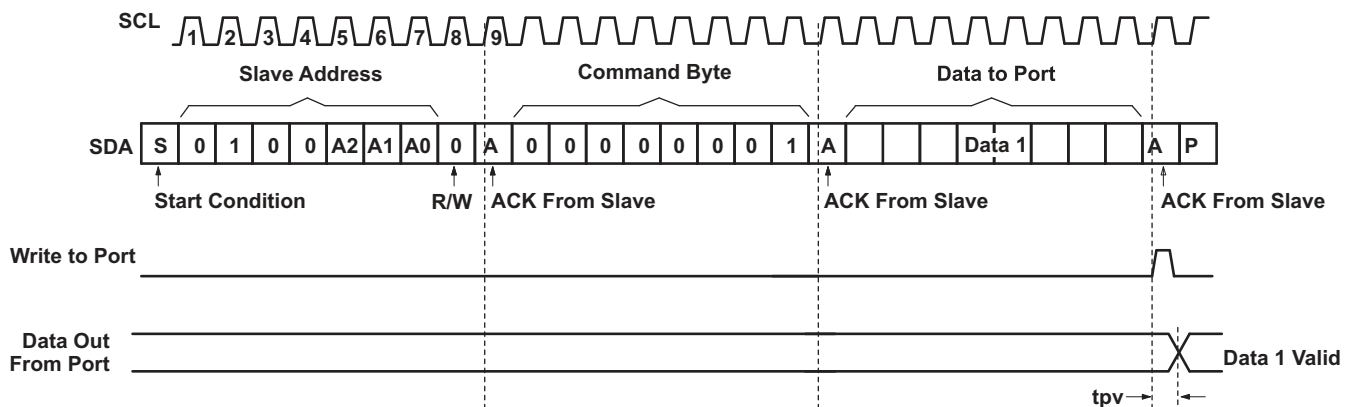 SCL
1 2 3 4 5 6 7 8 9
Slave Address Command Byte Data to Port
SDA S 0 1 0 0 A2 A1 A0 0 A 0 0 0 0 0 0 0 1 A Data 1 A P
Start Condition R/W ACK From Slave ACK From Slave ACK From Slave
Write to Port
Data Out
From Port
Data 1 Valid
tpv